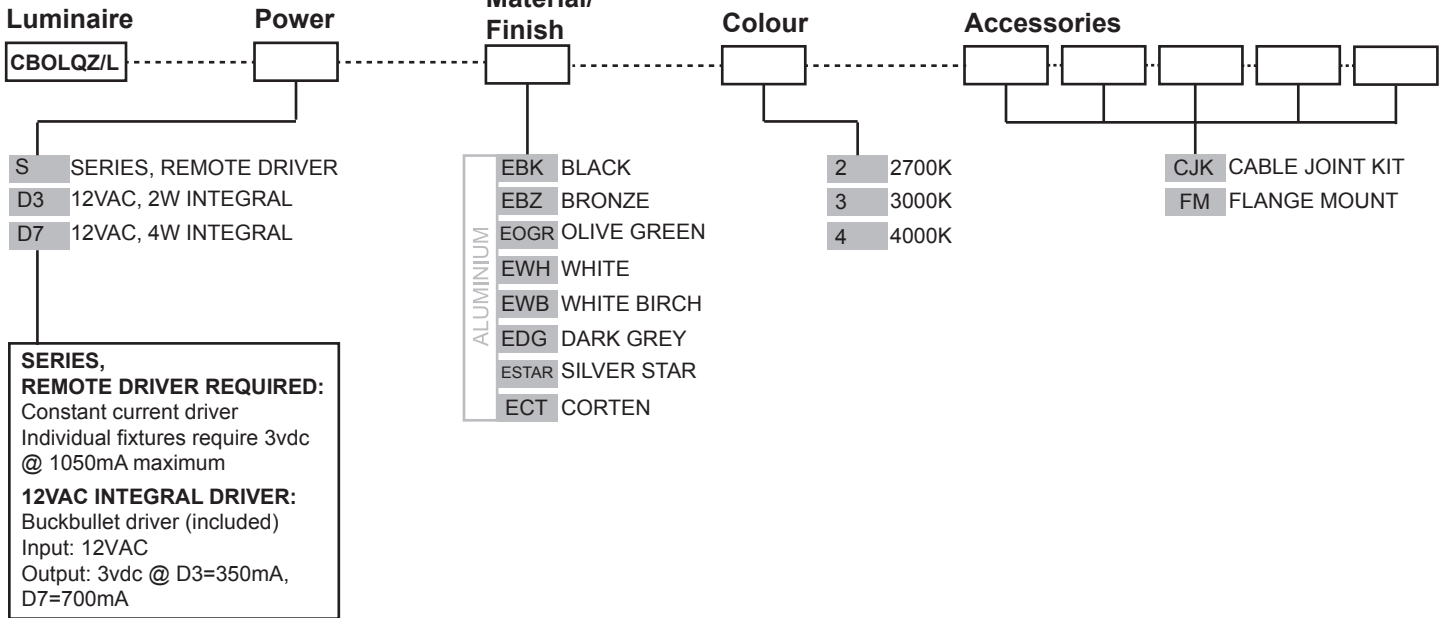 Luminaire
CBOLQZ/L
Power
S SERIES, REMOTE DRIVER
D3 12VAC, 2W INTEGRAL
D7 12VAC, 4W INTEGRAL
SERIES,
REMOTE DRIVER REQUIRED:
Constant current driver
Individual fixtures require 3vdc
@ 1050mA maximum
12VAC INTEGRAL DRIVER:
Buckbullet driver (included)
Input: 12VAC
Output: 3vdc @ D3=350mA,
D7=700mA
Material/
Finish
ALUMINIUM
EBK BLACK
EBZ BRONZE
EOGR OLIVE GREEN
EWH WHITE
EWB WHITE BIRCH
EDG DARK GREY
ESTAR SILVER STAR
ECT CORTEN
Colour
2 2700K
3 3000K
4 4000K
Accessories
CJK CABLE JOINT KIT
FM FLANGE MOUNT